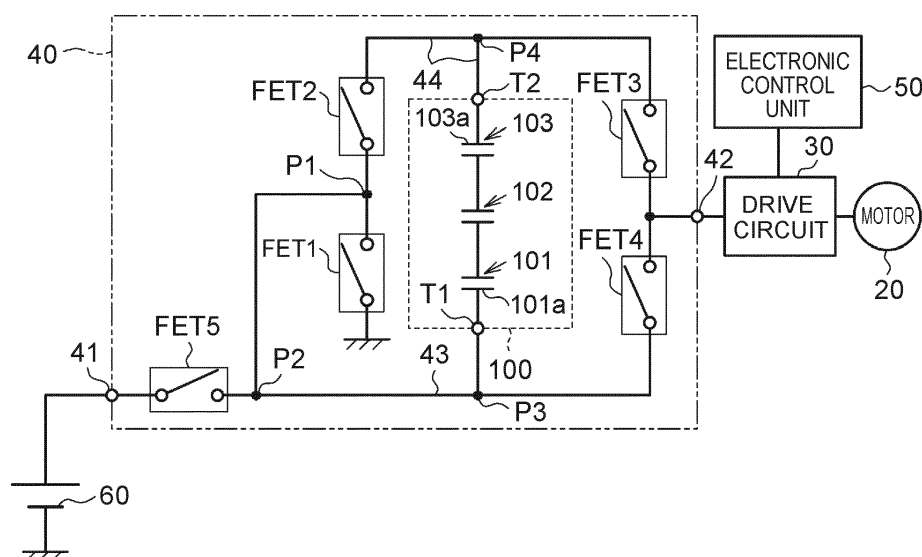 40
P4
44
T2
FET2
FET3
103a
103
P1
102
FET1
FET4
101
101a
T1
100
FET5
41
P2
43
P3
60
42
ELECTRONIC
CONTROL
UNIT
50
30
DRIVE
CIRCUIT
MOTOR
20